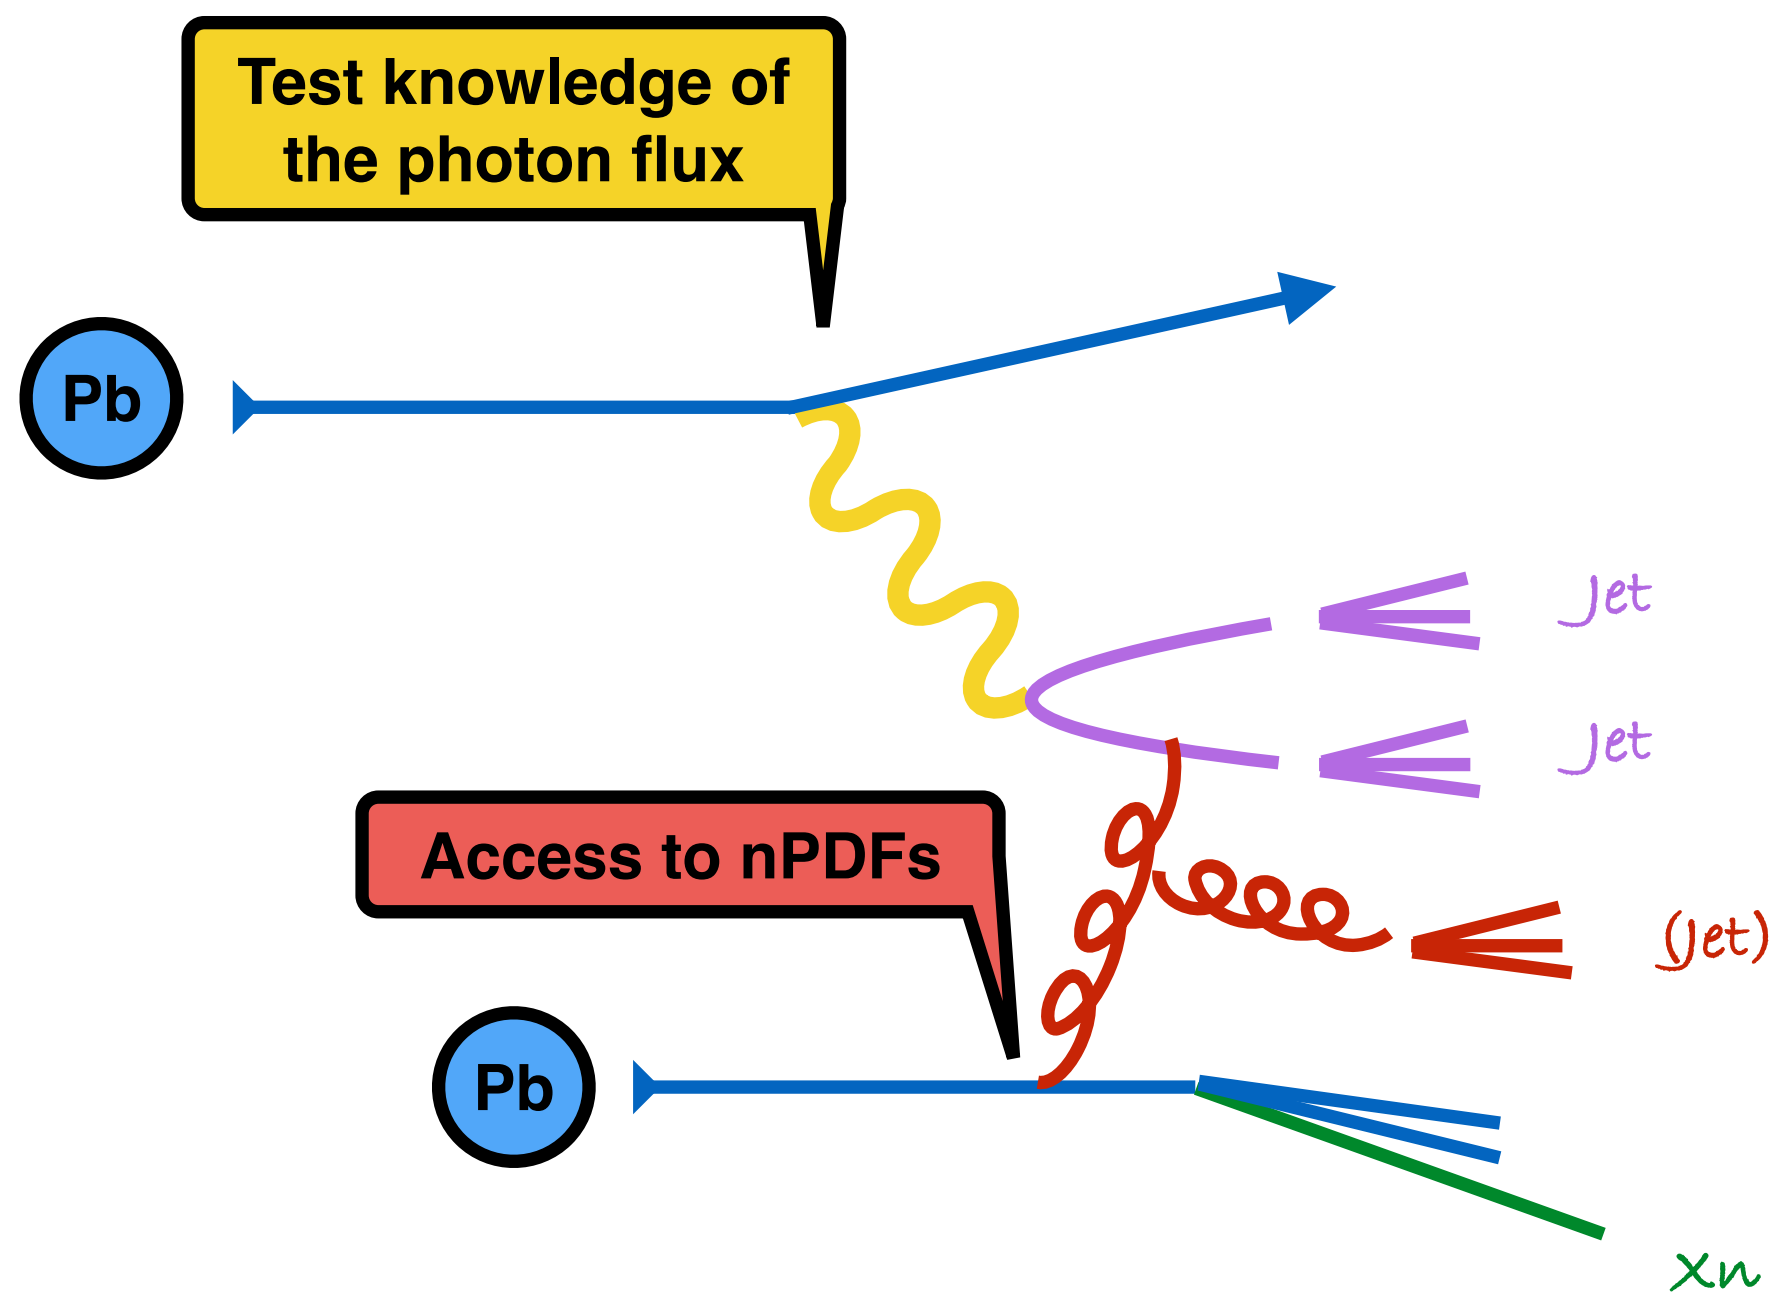 Test knowledge of
the photon flux
Pb
Jet
Jet
Access to nPDFs
(Jet)
Pb
Xn